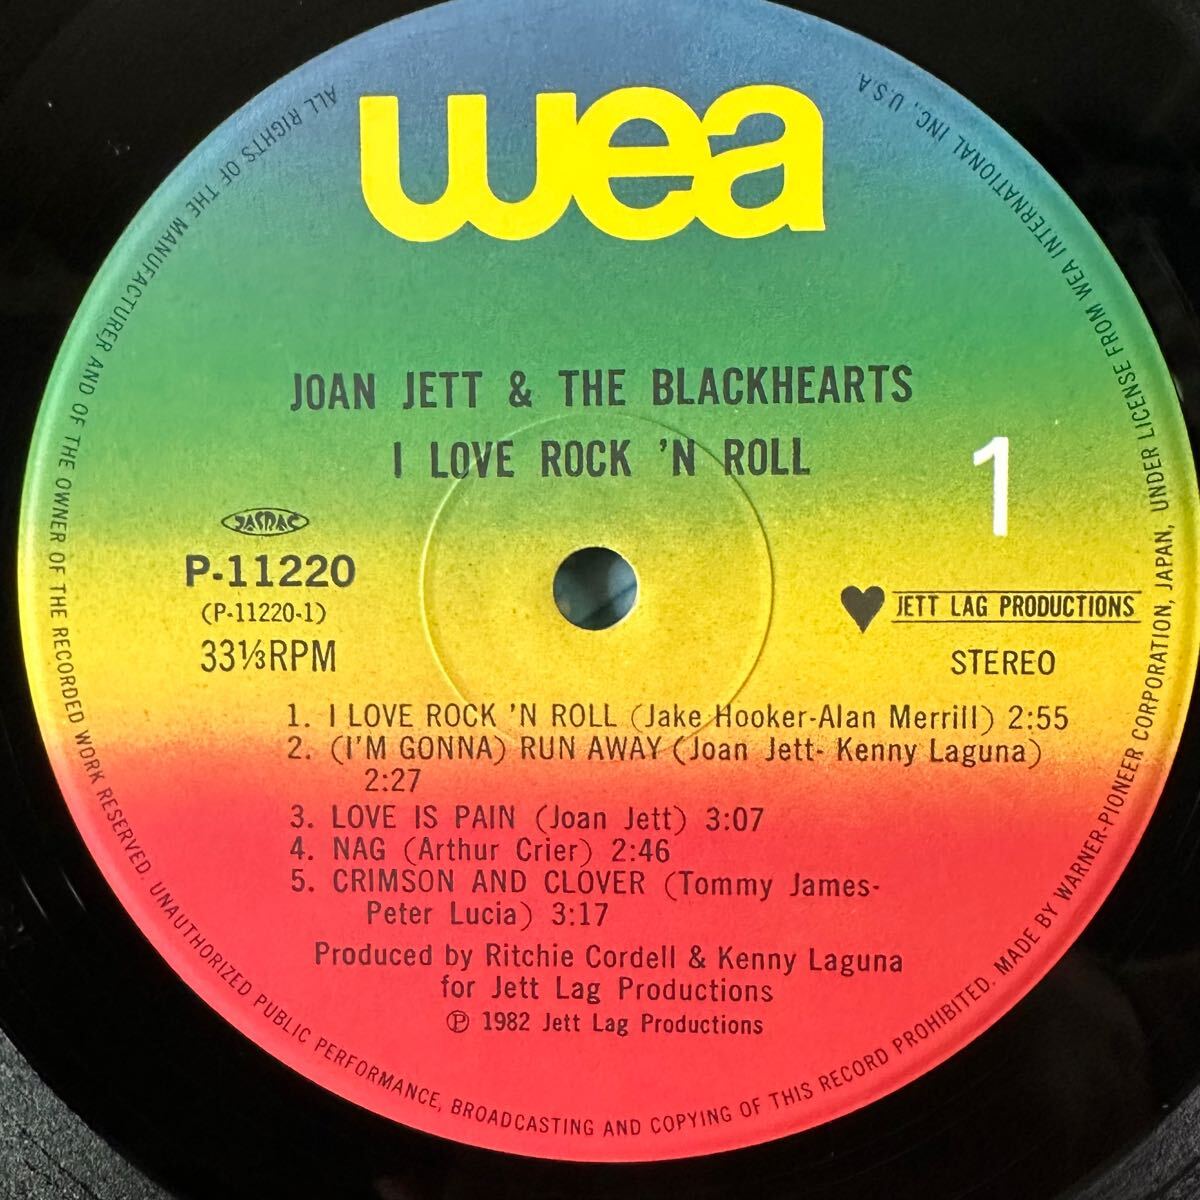 wea
JOAN JETT & THE BLACKHEARTS
I LOVE ROCK 'N ROLL
1
JASRAC
P-11220
(P-11220-1)
33⅓RPM
JETT LAG PRODUCTIONS
STEREO
1. I LOVE ROCK 'N ROLL (Jake Hooker-Alan Merrill) 2:55
2. (I'M GONNA) RUN AWAY (Joan Jett- Kenny Laguna)
2:27
3. LOVE IS PAIN (Joan Jett) 3:07
4. NAG (Arthur Crier) 2:46
5. CRIMSON AND CLOVER (Tommy James-
Peter Lucia) 3:17
Produced by Ritchie Cordell & Kenny Laguna
for Jett Lag Productions
℗ 1982 Jett Lag Productions
ALL RIGHTS OF THE MANUFACTURER AND OF THE OWNER OF THE RECORDED WORK RESERVED. UNAUTHORIZED PUBLIC PERFORMANCE, BROADCASTING AND COPYING OF THIS RECORD PROHIBITED. MADE BY WARNER-PIONEER CORPORATION, JAPAN, UNDER LICENSE FROM WEA INTERNATIONAL INC., U.S.A.